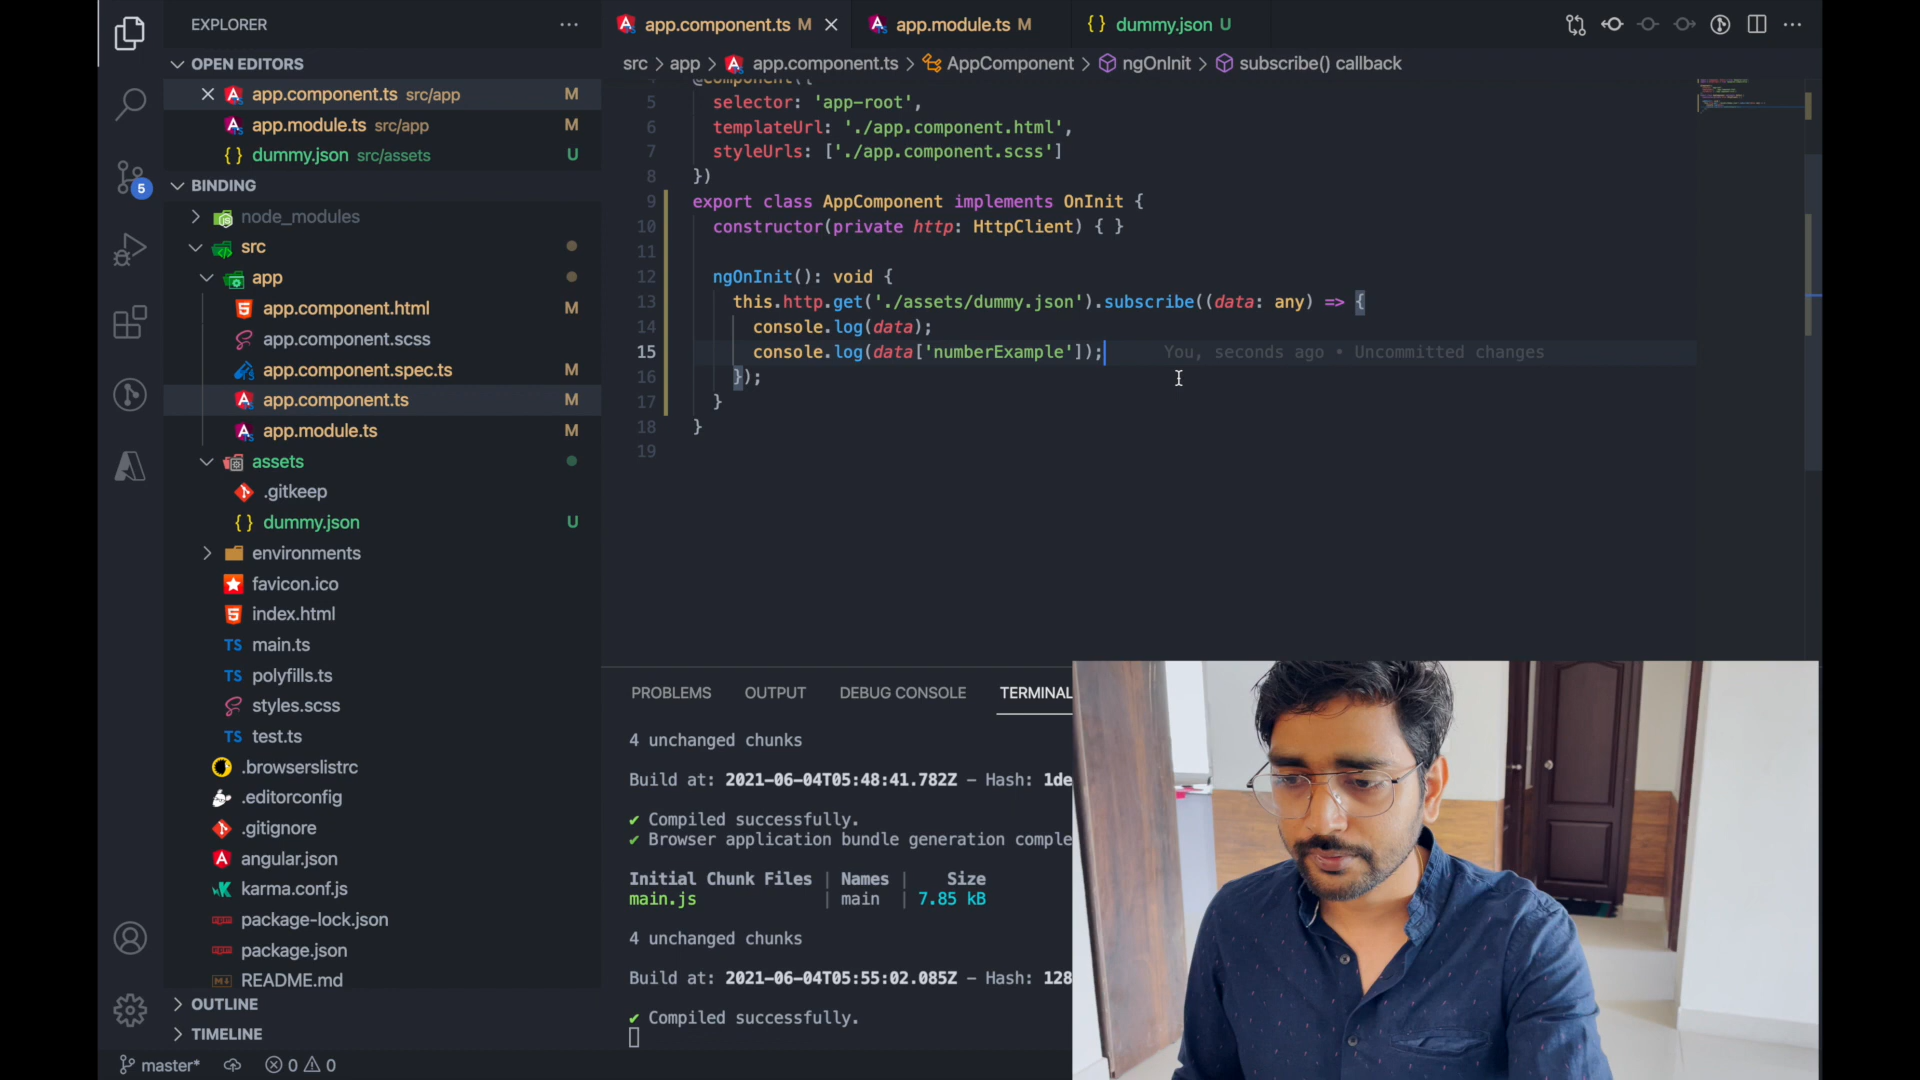 EXPLORER
OPEN EDITORS
app.component.ts src/app M
app.module.ts src/app M
{ } dummy.json src/assets U
BINDING
node_modules
src
app
app.component.html M
app.component.scss
app.component.spec.ts M
app.component.ts M
app.module.ts M
assets
.gitkeep
{ } dummy.json U
environments
favicon.ico
index.html
TS main.ts
TS polyfills.ts
styles.scss
TS test.ts
.browserslistrc
.editorconfig
.gitignore
angular.json
karma.conf.js
package-lock.json
package.json
README.md
OUTLINE
TIMELINE
5
master* 0 0
app.component.ts M
app.module.ts M
{ } dummy.json U
src > app > app.component.ts > AppComponent > ngOnInit > subscribe() callback
4 @Component({
5 selector: 'app-root',
6 templateUrl: './app.component.html',
7 styleUrls: ['./app.component.scss']
8 })
9 export class AppComponent implements OnInit {
10 constructor(private http: HttpClient) { }
11
12 ngOnInit(): void {
13 this.http.get('./assets/dummy.json').subscribe((data: any) => {
14 console.log(data);
15 console.log(data['numberExample']); You, seconds ago • Uncommitted changes
16 });
17 }
18 }
19
PROBLEMS OUTPUT DEBUG CONSOLE TERMINAL
4 unchanged chunks
Build at: 2021-06-04T05:48:41.782Z - Hash: 1de
✔ Compiled successfully.
✔ Browser application bundle generation comple
Initial Chunk Files | Names | Size
main.js | main | 7.85 kB
4 unchanged chunks
Build at: 2021-06-04T05:55:02.085Z - Hash: 128
✔ Compiled successfully.